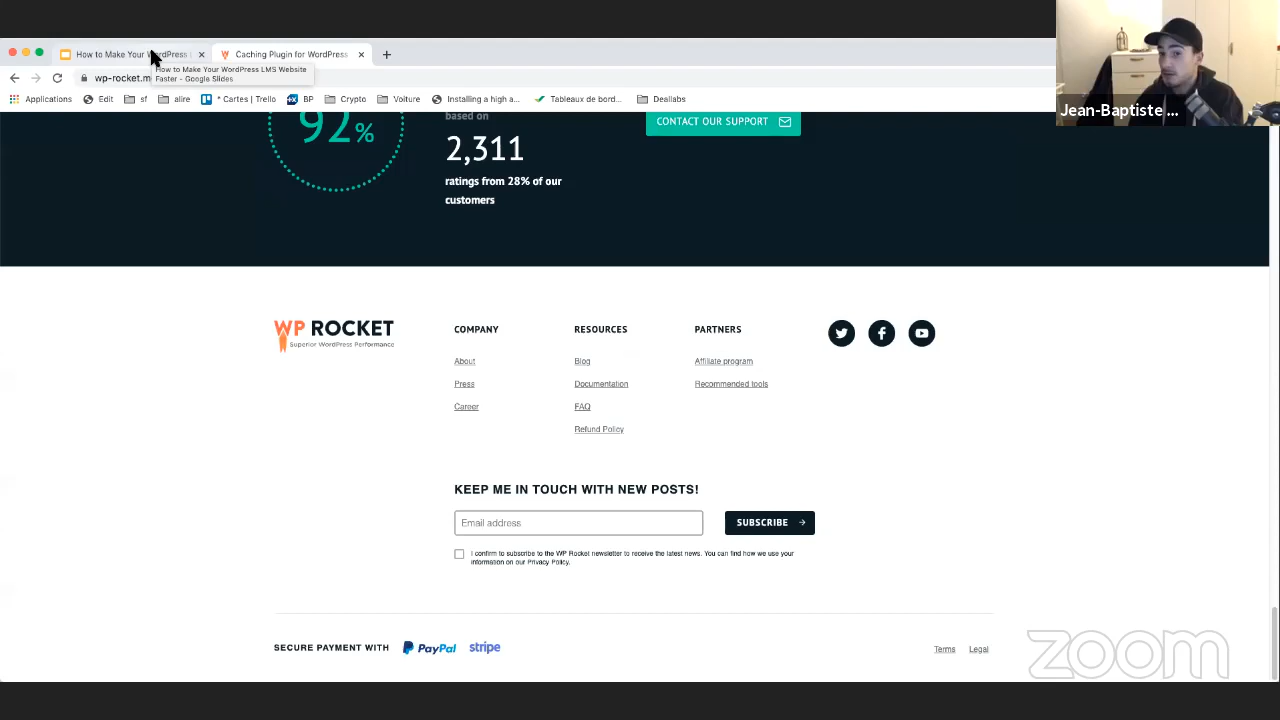 How to Make Your WordPress
Caching Plugin for WordPress
How to Make Your WordPress LMS Website
Faster - Google Slides
wp-rocket.m
Applications
Edit
sf
alire
* Cartes | Trello
BP
Crypto
Voiture
Installing a high a...
Tableaux de bord...
Deallabs
Jean-Baptiste ...
92%
based on
2,311
ratings from 28% of our
customers
CONTACT OUR SUPPORT
WP ROCKET
Superior WordPress Performance
COMPANY
About
Press
Career
RESOURCES
Blog
Documentation
FAQ
Refund Policy
PARTNERS
Affiliate program
Recommended tools
KEEP ME IN TOUCH WITH NEW POSTS!
Email address
SUBSCRIBE
I confirm to subscribe to the WP Rocket newsletter to receive the latest news. You can find how we use your
information on our Privacy Policy.
SECURE PAYMENT WITH
PayPal
stripe
Terms
Legal
zoom